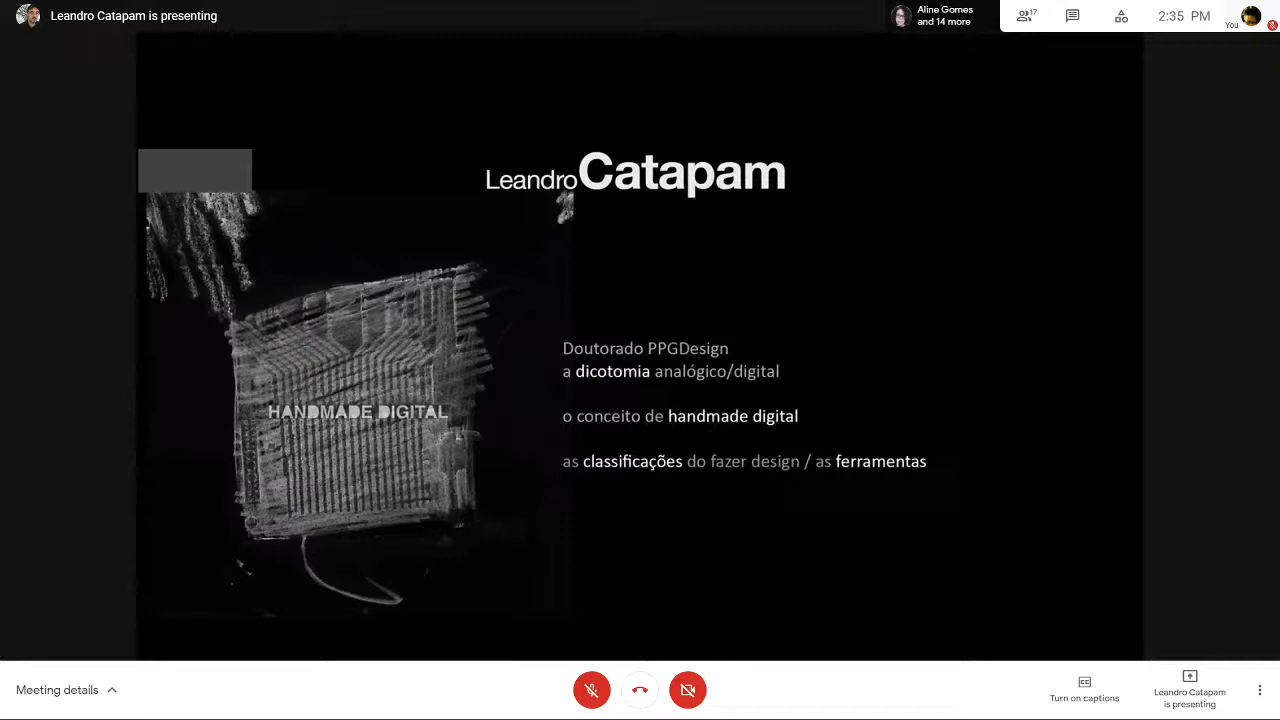 Leandro Catapam is presenting
Aline Gomes
and 14 more
17
2:35 PM
You
LeandroCatapam
Doutorado PPGDesign
a dicotomia analógico/digital
o conceito de handmade digital
HANDMADE DIGITAL
as classificações do fazer design / as ferramentas
Meeting details
CC
Turn on captions
Leandro Catapam
is presenting